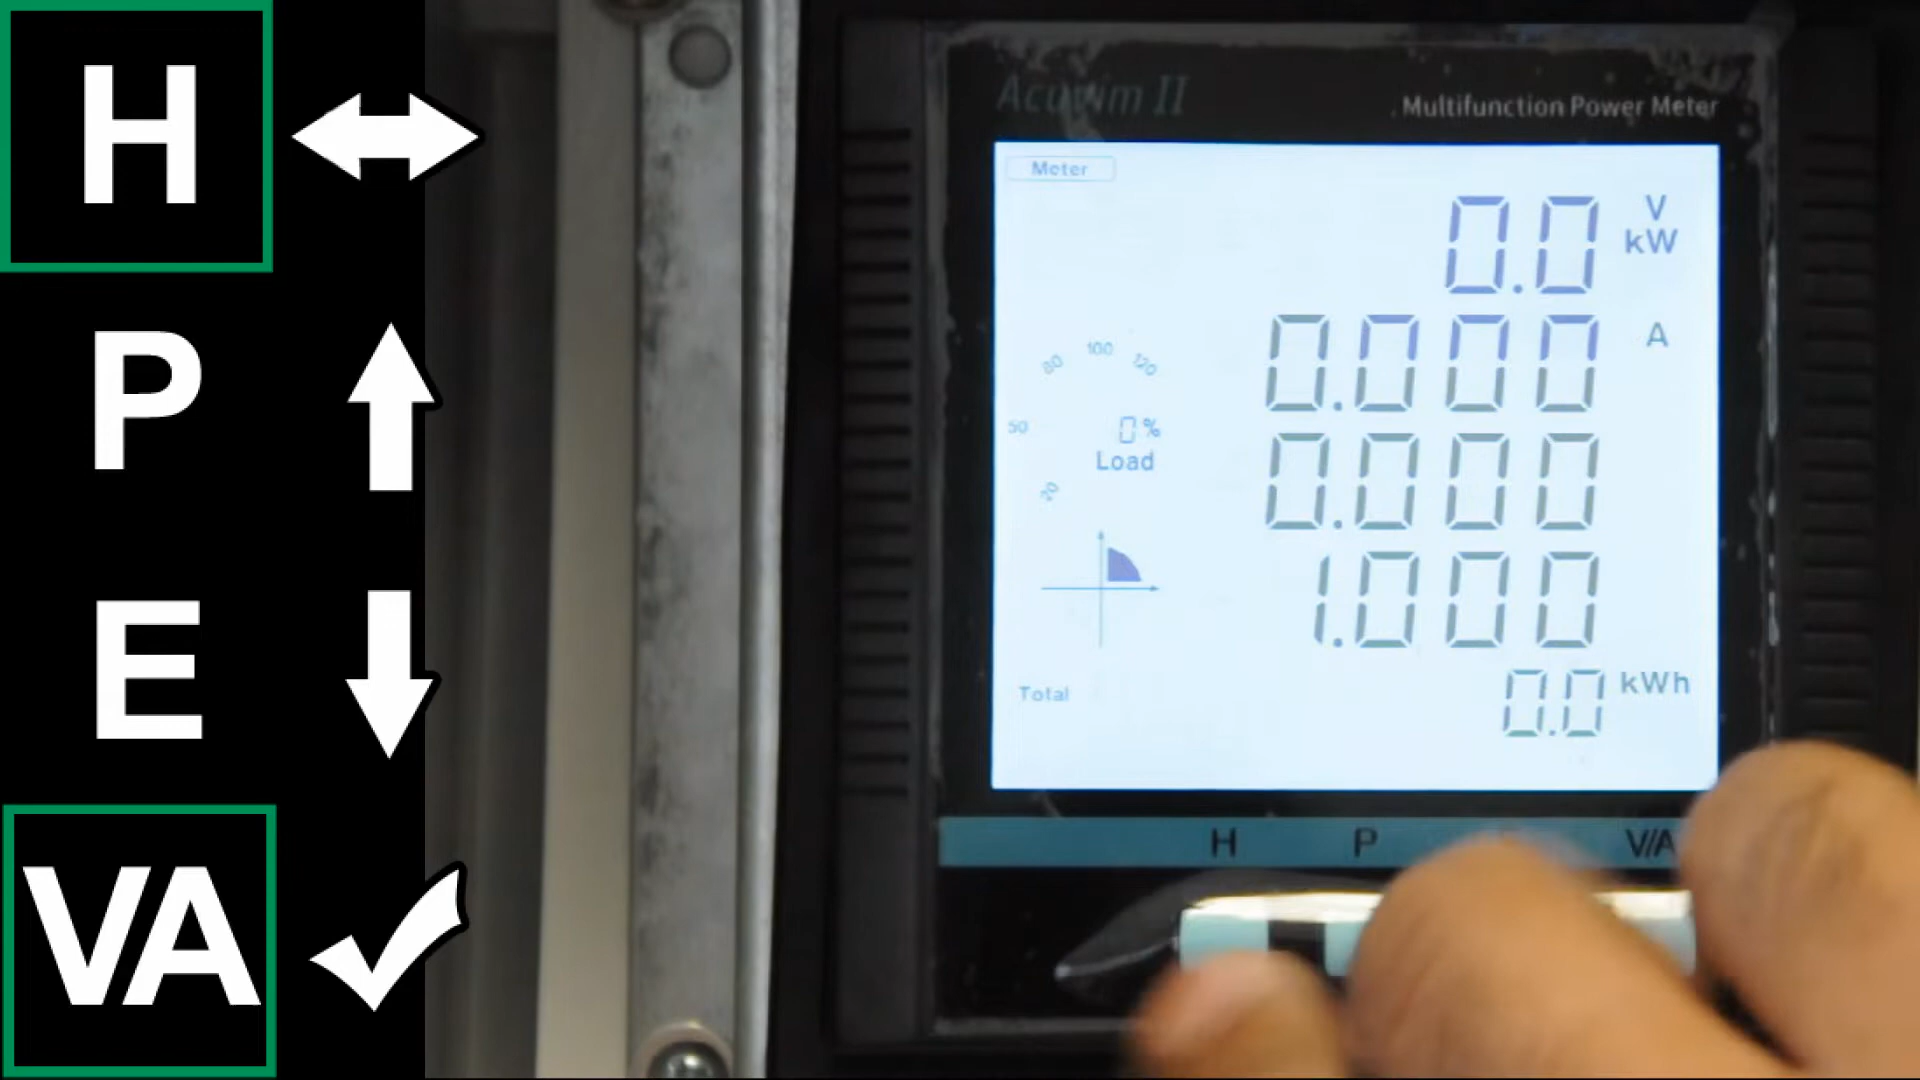 H
P
E
VA
Acuvim II
Multifunction Power Meter
Meter
0.0 V kW
0.000 A
80 100 120
50
0% Load
20
0.000
1.000
Total
0.0 kWh
H P V/A